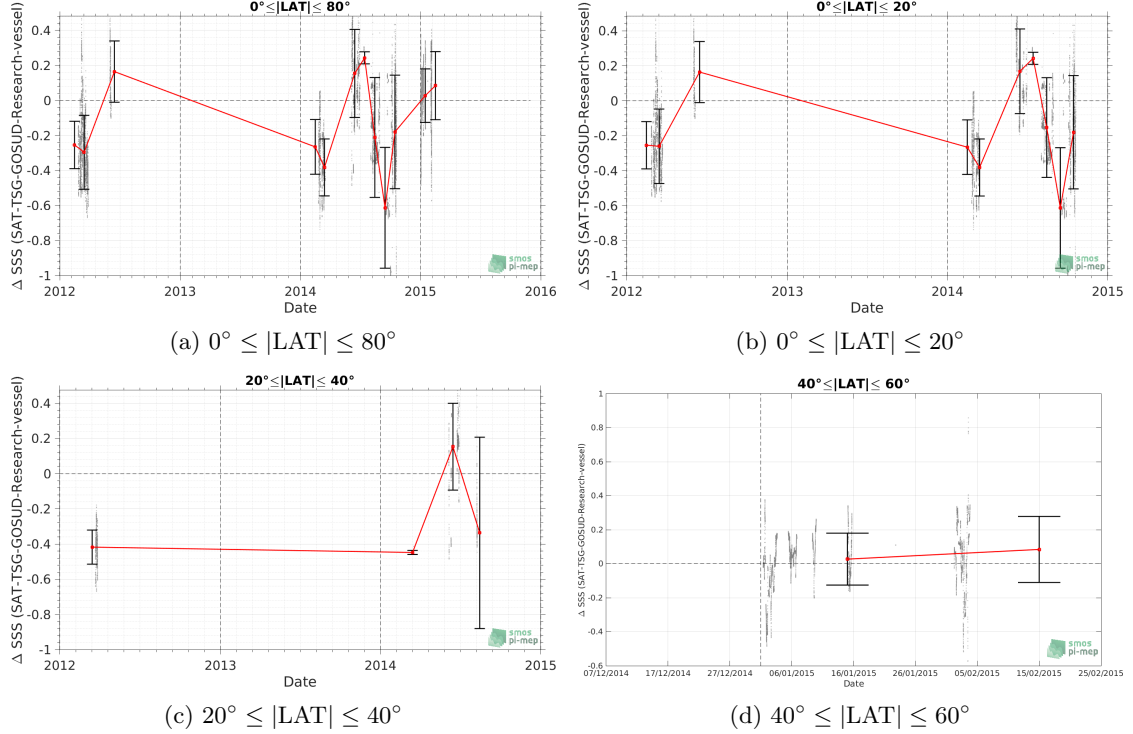 0°≤|LAT|≤ 80°
Δ SSS (SAT-TSG-GOSUD-Research-vessel)
0.4
0.2
0
-0.2
-0.4
-0.6
-0.8
-1
smos
pi-mep
2012 2013 2014 2015 2016
Date
(a) 0° ≤ |LAT| ≤ 80°
0°≤|LAT|≤ 20°
Δ SSS (SAT-TSG-GOSUD-Research-vessel)
0.4
0.2
0
-0.2
-0.4
-0.6
-0.8
-1
smos
pi-mep
2012 2013 2014 2015
Date
(b) 0° ≤ |LAT| ≤ 20°
20°≤|LAT|≤ 40°
Δ SSS (SAT-TSG-GOSUD-Research-vessel)
0.4
0.2
0
-0.2
-0.4
-0.6
-0.8
-1
smos
pi-mep
2012 2013 2014 2015
Date
(c) 20° ≤ |LAT| ≤ 40°
40°≤|LAT|≤ 60°
Δ SSS (SAT-TSG-GOSUD-Research-vessel)
1
0.8
0.6
0.4
0.2
0
-0.2
-0.4
-0.6
smos
pi-mep
07/12/2014 17/12/2014 27/12/2014 06/01/2015 16/01/2015 26/01/2015 05/02/2015 15/02/2015 25/02/2015
Date
(d) 40° ≤ |LAT| ≤ 60°